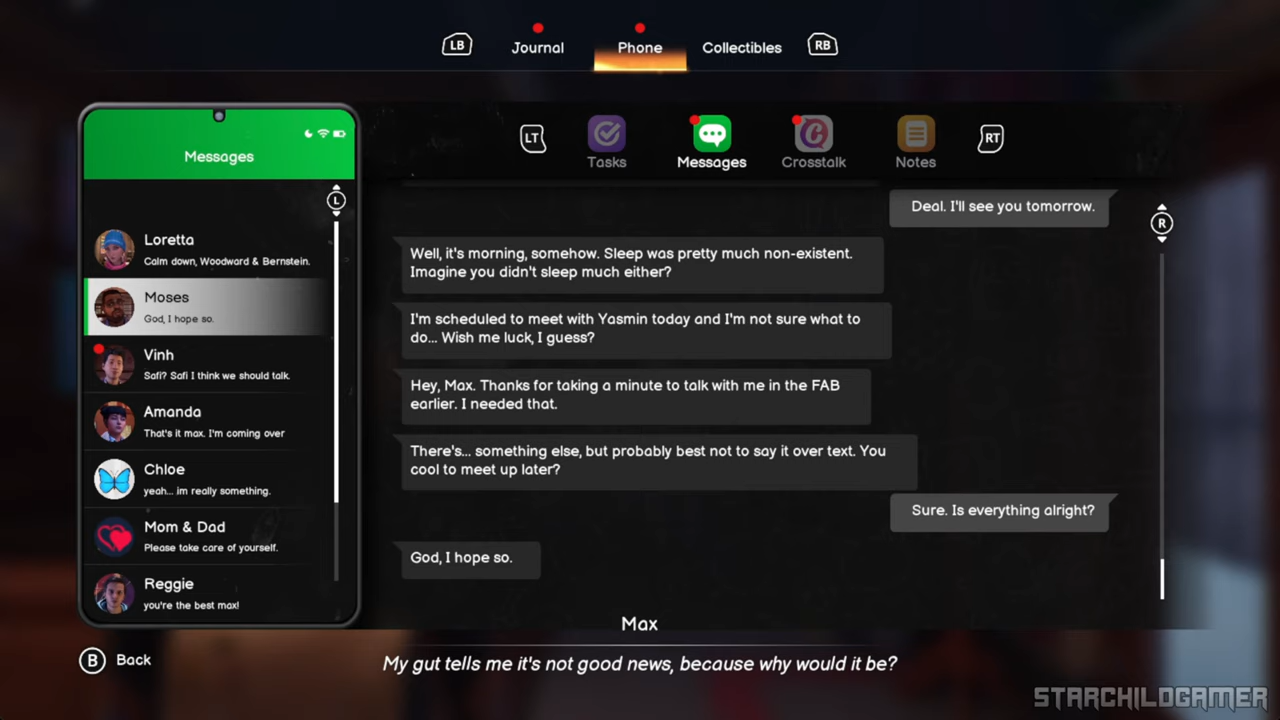 LB
Journal
Phone
Collectibles
RB
Messages
L
Loretta
Calm down, Woodward & Bernstein.
Moses
God, I hope so.
Vinh
Safi? Safi I think we should talk.
Amanda
That's it max. I'm coming over
Chloe
yeah... im really something.
Mom & Dad
Please take care of yourself.
Reggie
you're the best max!
LT
Tasks
Messages
Crosstalk
Notes
RT
R
Deal. I'll see you tomorrow.
Well, it's morning, somehow. Sleep was pretty much non-existent.
Imagine you didn't sleep much either?
I'm scheduled to meet with Yasmin today and I'm not sure what to
do... Wish me luck, I guess?
Hey, Max. Thanks for taking a minute to talk with me in the FAB
earlier. I needed that.
There's... something else, but probably best not to say it over text. You
cool to meet up later?
Sure. Is everything alright?
God, I hope so.
Max
My gut tells me it's not good news, because why would it be?
B
Back
STARCHILDGAMER